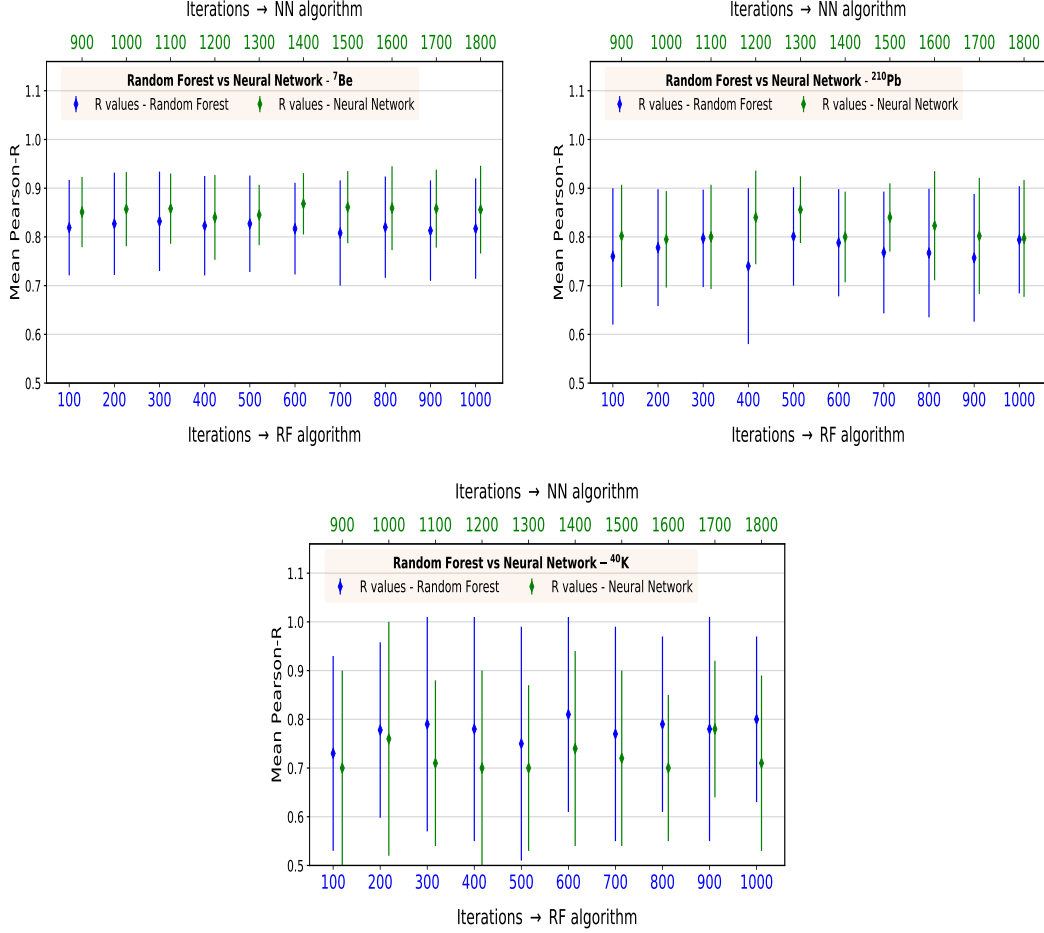 Iterations → NN algorithm
900 1000 1100 1200 1300 1400 1500 1600 1700 1800
Random Forest vs Neural Network - ⁷Be
R values - Random Forest R values - Neural Network
Mean Pearson-R
1.1
1.0
0.9
0.8
0.7
0.6
0.5
100 200 300 400 500 600 700 800 900 1000
Iterations → RF algorithm
Iterations → NN algorithm
900 1000 1100 1200 1300 1400 1500 1600 1700 1800
Random Forest vs Neural Network - ²¹⁰Pb
R values - Random Forest R values - Neural Network
Mean Pearson-R
1.1
1.0
0.9
0.8
0.7
0.6
0.5
100 200 300 400 500 600 700 800 900 1000
Iterations → RF algorithm
Iterations → NN algorithm
900 1000 1100 1200 1300 1400 1500 1600 1700 1800
Random Forest vs Neural Network – ⁴⁰K
R values - Random Forest R values - Neural Network
Mean Pearson-R
1.1
1.0
0.9
0.8
0.7
0.6
0.5
100 200 300 400 500 600 700 800 900 1000
Iterations → RF algorithm